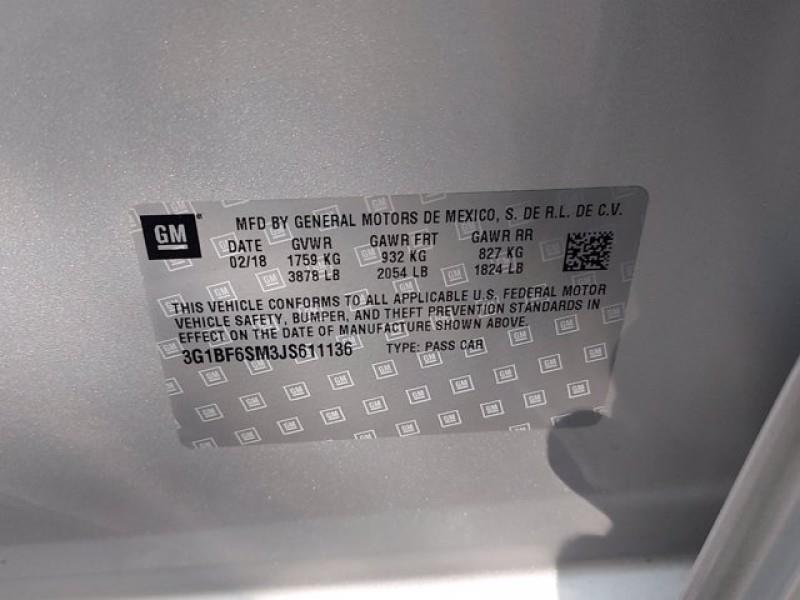 GM MFD BY GENERAL MOTORS DE MEXICO, S. DE R.L. DE C.V.
DATE GVWR GAWR FRT GAWR RR
02/18 1759 KG 932 KG 827 KG
3878 LB 2054 LB 1824 LB
THIS VEHICLE CONFORMS TO ALL APPLICABLE U.S. FEDERAL MOTOR
VEHICLE SAFETY, BUMPER, AND THEFT PREVENTION STANDARDS IN
EFFECT ON THE DATE OF MANUFACTURE SHOWN ABOVE.
3G1BF6SM3JS611136 TYPE: PASS CAR